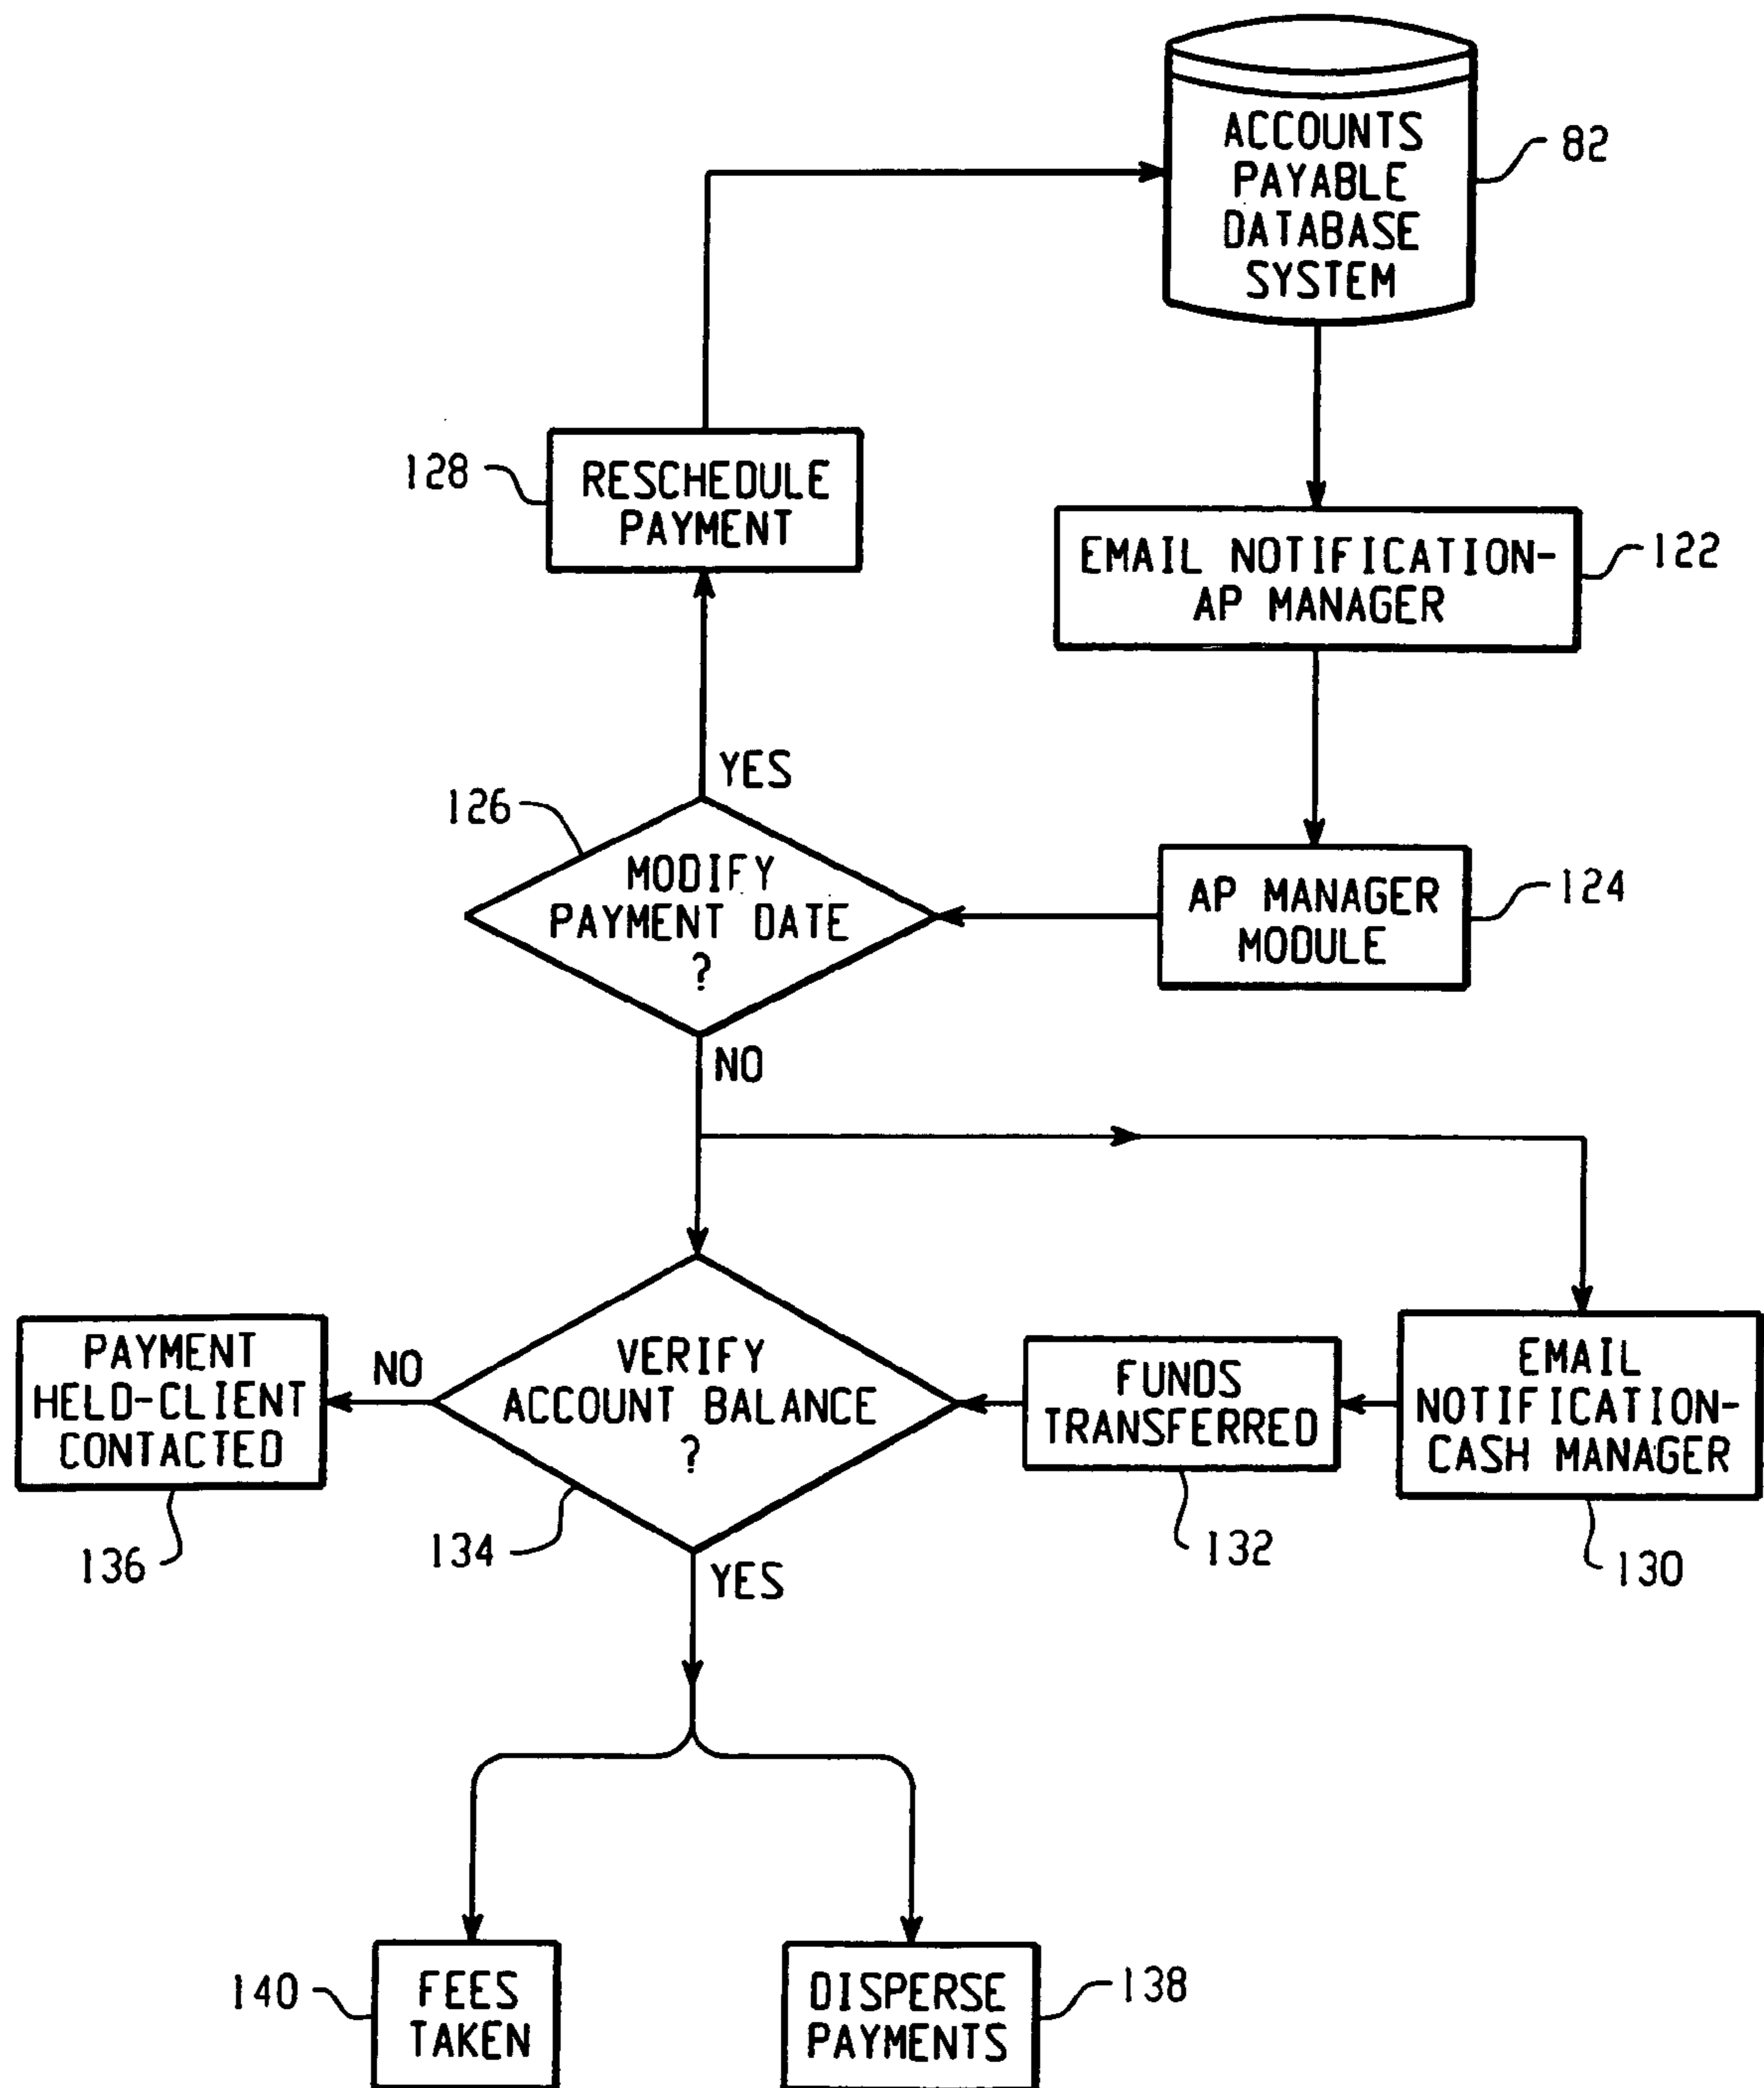 ACCOUNTS
PAYABLE
DATABASE
SYSTEM
82
128
RESCHEDULE
PAYMENT
EMAIL NOTIFICATION-
AP MANAGER
122
YES
126
MODIFY
PAYMENT DATE
?
AP MANAGER
MODULE
124
NO
PAYMENT
HELD-CLIENT
CONTACTED
136
NO
VERIFY
ACCOUNT BALANCE
?
134
FUNDS
TRANSFERRED
132
EMAIL
NOTIFICATION-
CASH MANAGER
130
YES
140
FEES
TAKEN
DISPERSE
PAYMENTS
138